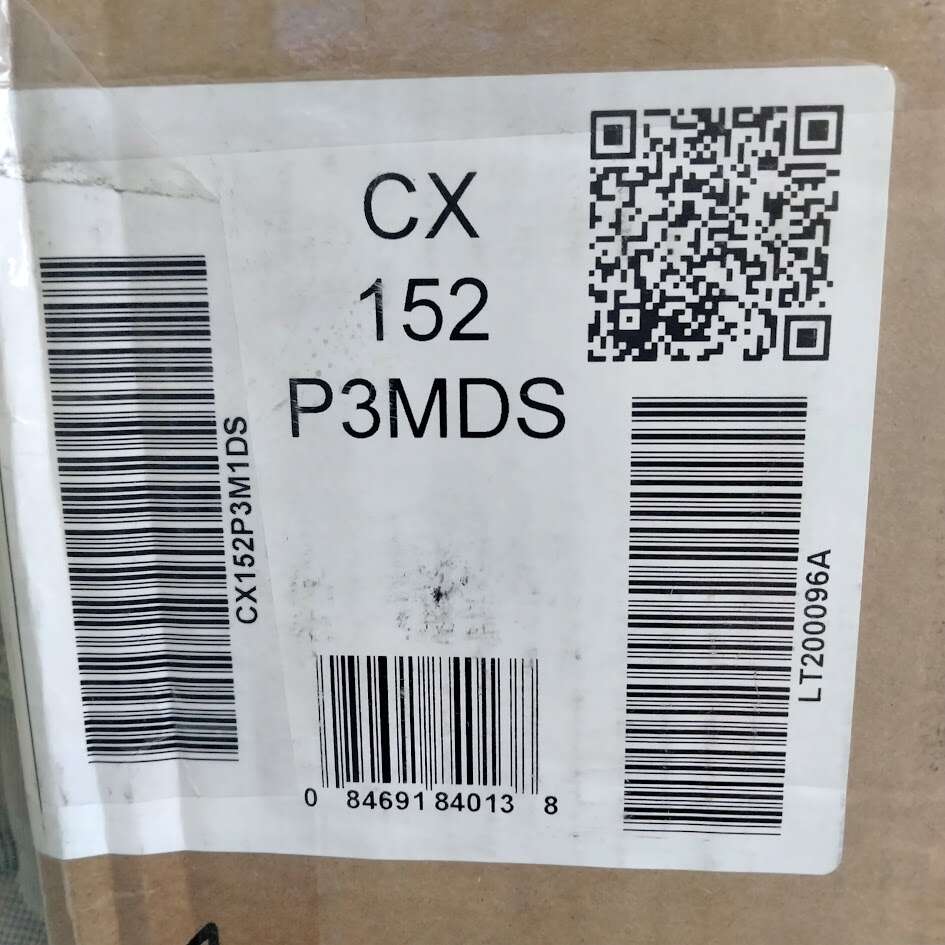 CX
152
P3MDS
CX152P3M1DS
LT200096A
0 84691 84013 8